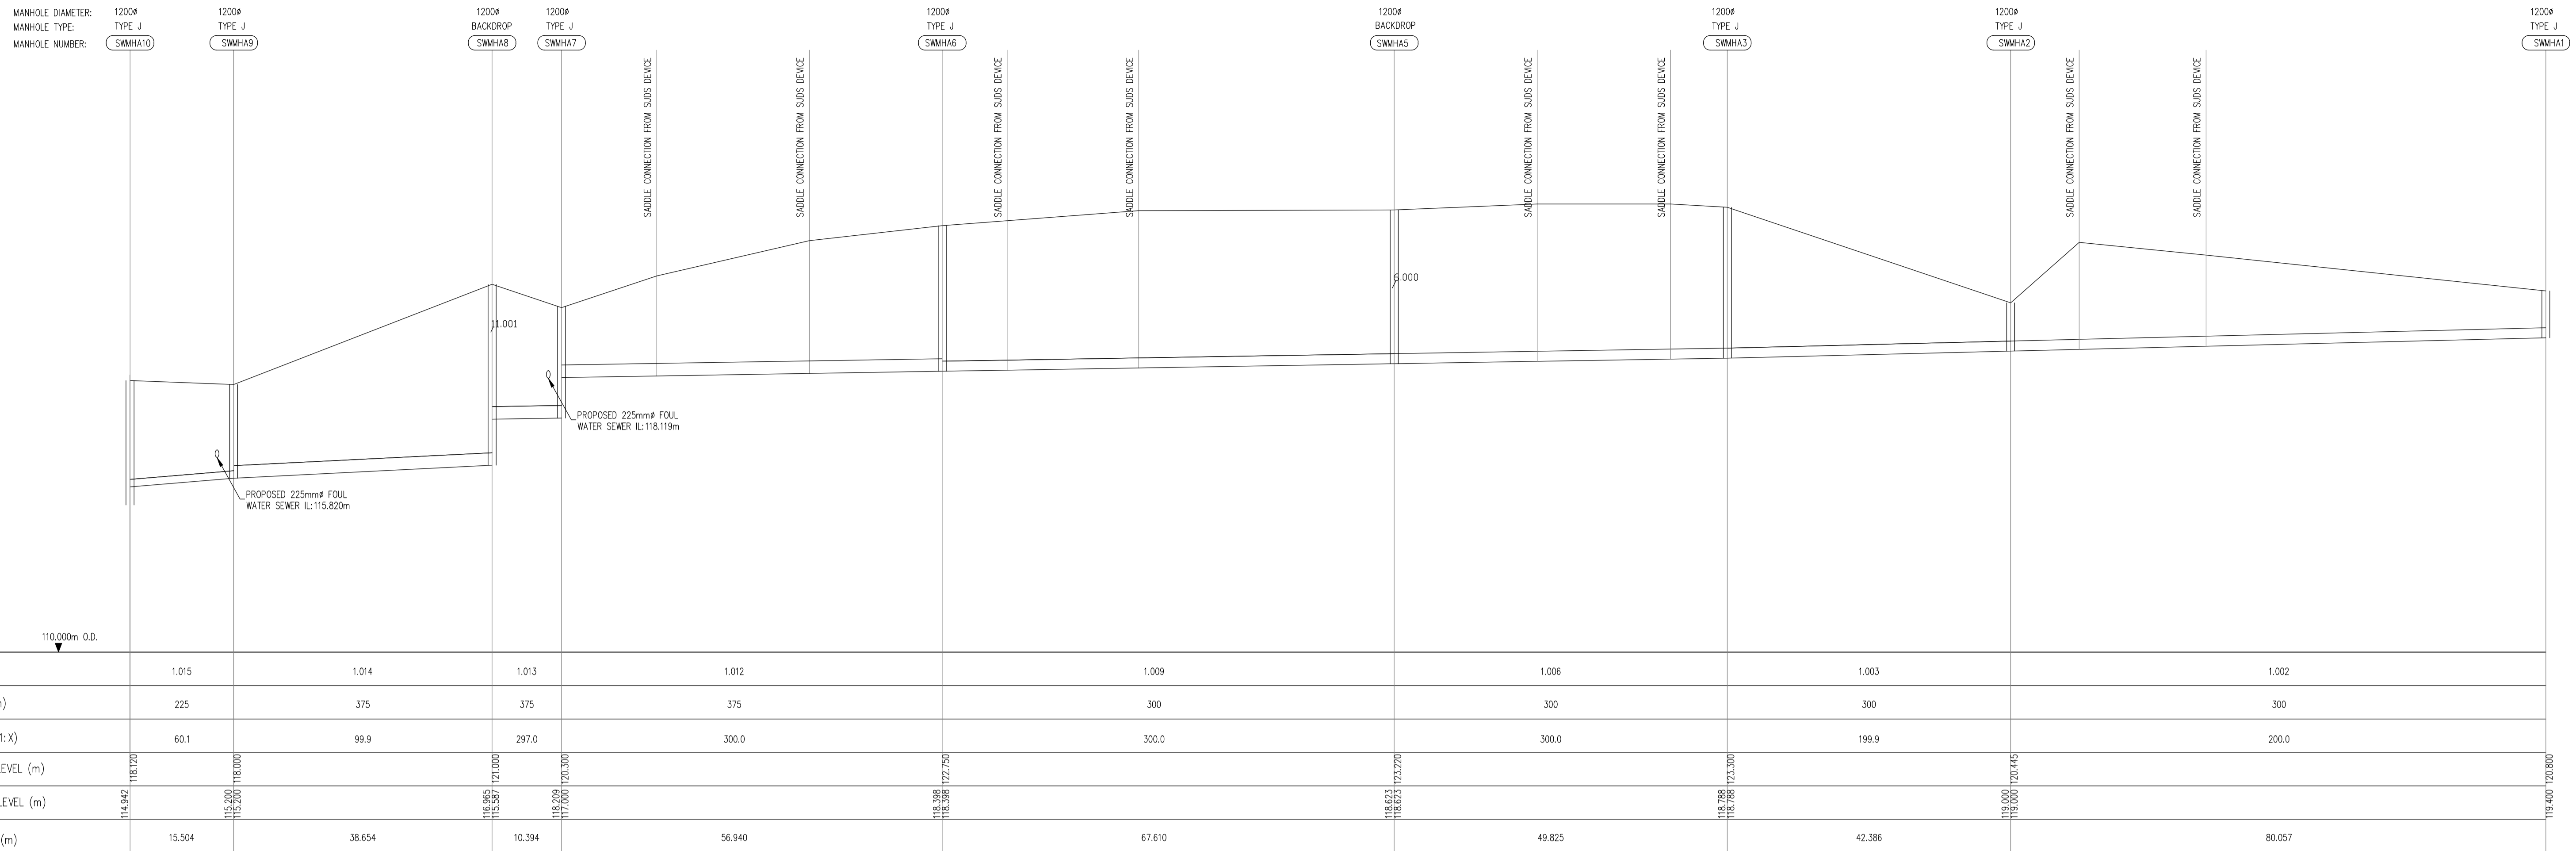 MANHOLE DIAMETER: 1200ø 1200ø 1200ø 1200ø 1200ø 1200ø 1200ø 1200ø 1200ø
MANHOLE TYPE: TYPE J TYPE J BACKDROP TYPE J TYPE J BACKDROP TYPE J TYPE J TYPE J
MANHOLE NUMBER: SWMHA10 SWMHA9 SWMHA8 SWMHA7 SWMHA6 SWMHA5 SWMHA3 SWMHA2 SWMHA1
SADDLE CONNECTION FROM SUDS DEVICE
SADDLE CONNECTION FROM SUDS DEVICE
SADDLE CONNECTION FROM SUDS DEVICE
SADDLE CONNECTION FROM SUDS DEVICE
SADDLE CONNECTION FROM SUDS DEVICE
SADDLE CONNECTION FROM SUDS DEVICE
SADDLE CONNECTION FROM SUDS DEVICE
SADDLE CONNECTION FROM SUDS DEVICE
6.000
11.001
PROPOSED 225mmø FOUL
WATER SEWER IL:118.119m
PROPOSED 225mmø FOUL
WATER SEWER IL:115.820m
110.000m O.D.
1.015 1.014 1.013 1.012 1.009 1.006 1.003 1.002
) 225 375 375 375 300 300 300 300
1:X) 60.1 99.9 297.0 300.0 300.0 300.0 199.9 200.0
EVEL (m) 118.120 118.000 121.000 120.300 122.750 123.220 123.300 120.445 120.800
LEVEL (m) 114.942 115.200 115.200 116.965 115.587 118.209 117.000 118.398 118.398 118.623 118.623 118.788 118.788 119.000 119.000 119.400
(m) 15.504 38.654 10.394 56.940 67.610 49.825 42.386 80.057